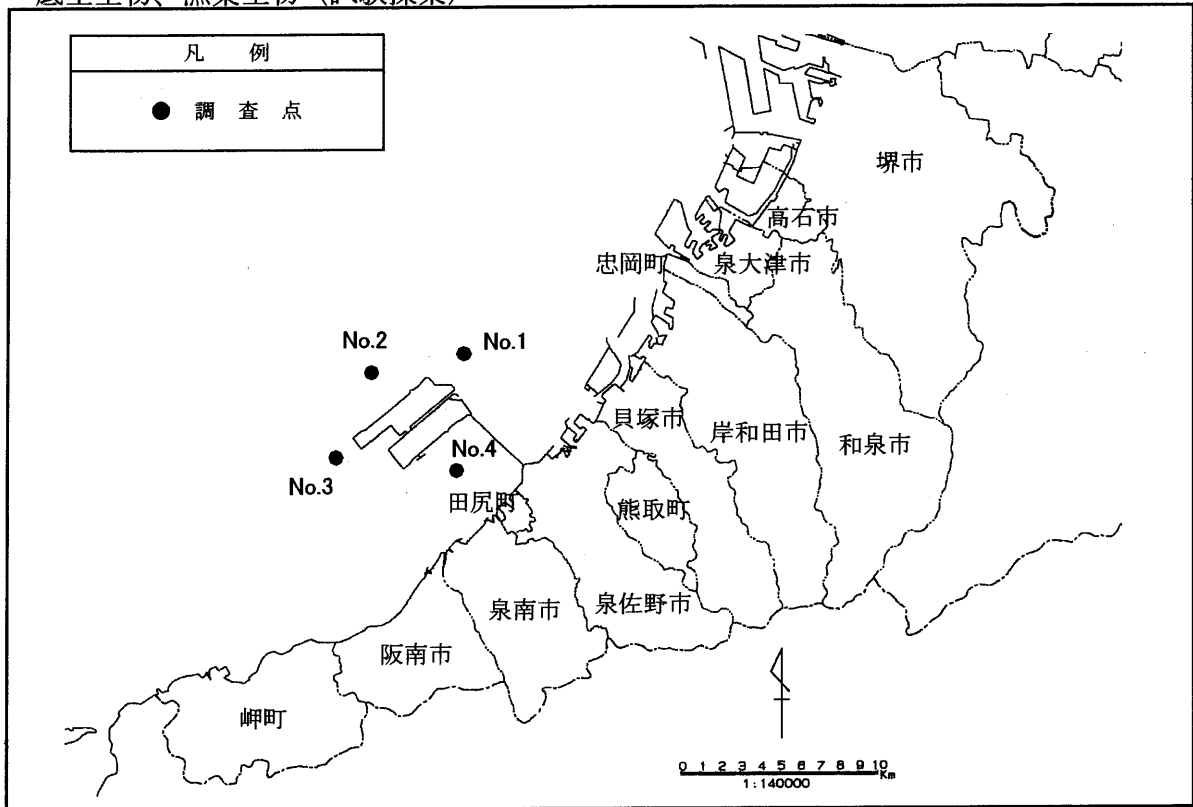 底生生物、漁業生物（試験操業）
凡 例
● 調 査 点
堺市
高石市
忠岡町
泉大津市
No.2
No.1
貝塚市
岸和田市
和泉市
No.3
No.4
田尻町
熊取町
泉南市
泉佐野市
阪南市
岬町
0 1 2 3 4 5 6 7 8 9 10
Km
1:140000